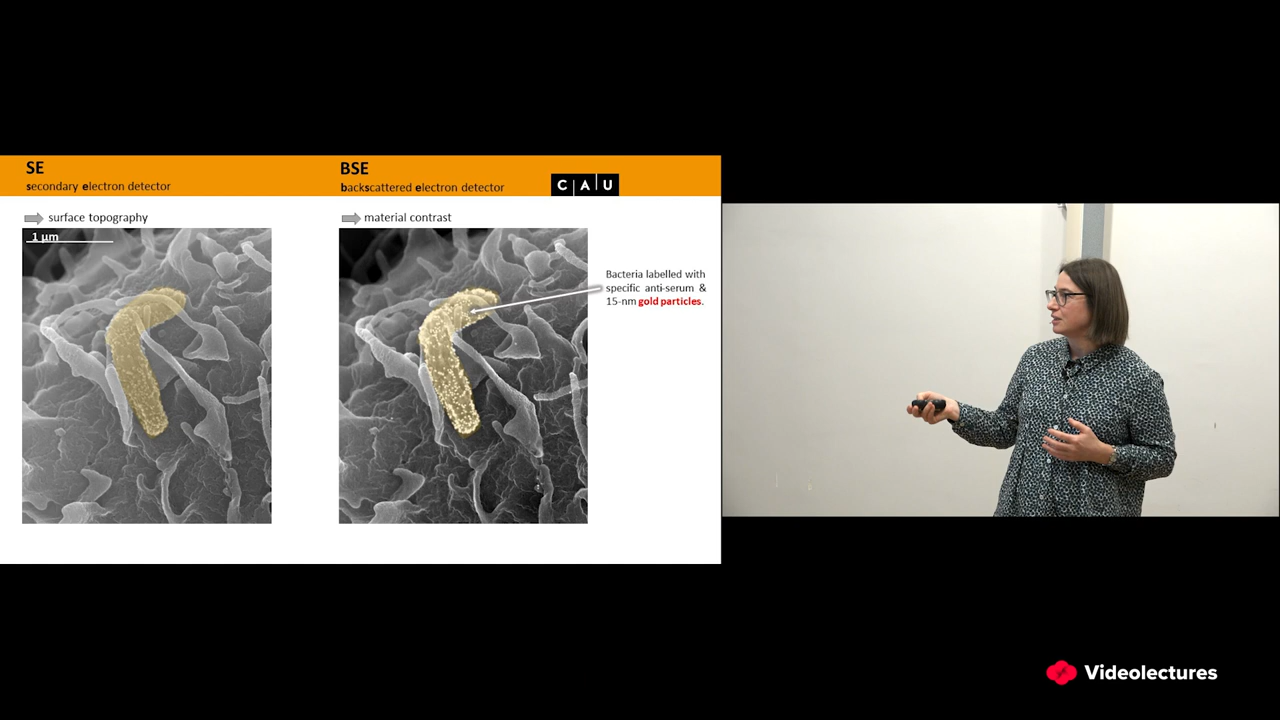 SE
secondary electron detector
BSE
backscattered electron detector
CAU
surface topography
material contrast
1 µm
Bacteria labelled with
specific anti-serum &
15-nm gold particles.
Videolectures